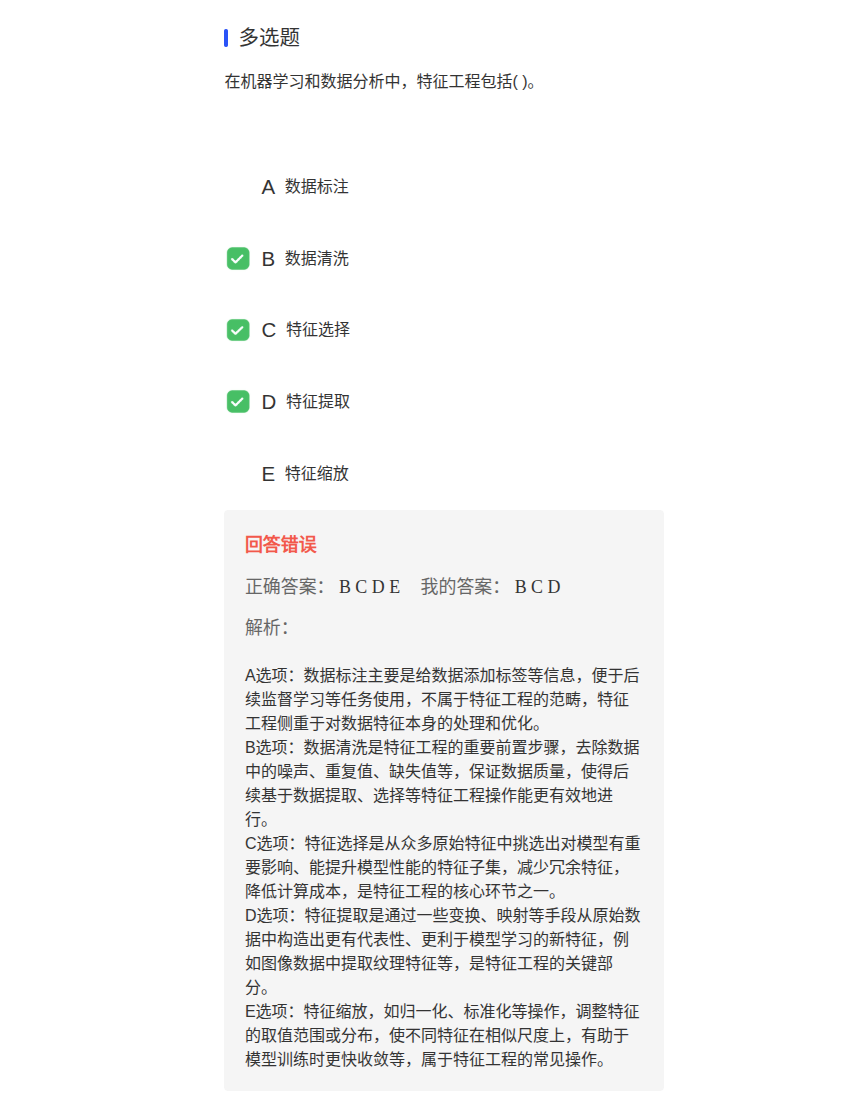 多选题
在机器学习和数据分析中，特征工程包括( )。
A 数据标注
B 数据清洗
C 特征选择
D 特征提取
E 特征缩放
回答错误
正确答案： B C D E 我的答案： B C D
解析：
A选项：数据标注主要是给数据添加标签等信息，便于后
续监督学习等任务使用，不属于特征工程的范畴，特征
工程侧重于对数据特征本身的处理和优化。
B选项：数据清洗是特征工程的重要前置步骤，去除数据
中的噪声、重复值、缺失值等，保证数据质量，使得后
续基于数据提取、选择等特征工程操作能更有效地进
行。
C选项：特征选择是从众多原始特征中挑选出对模型有重
要影响、能提升模型性能的特征子集，减少冗余特征，
降低计算成本，是特征工程的核心环节之一。
D选项：特征提取是通过一些变换、映射等手段从原始数
据中构造出更有代表性、更利于模型学习的新特征，例
如图像数据中提取纹理特征等，是特征工程的关键部
分。
E选项：特征缩放，如归一化、标准化等操作，调整特征
的取值范围或分布，使不同特征在相似尺度上，有助于
模型训练时更快收敛等，属于特征工程的常见操作。